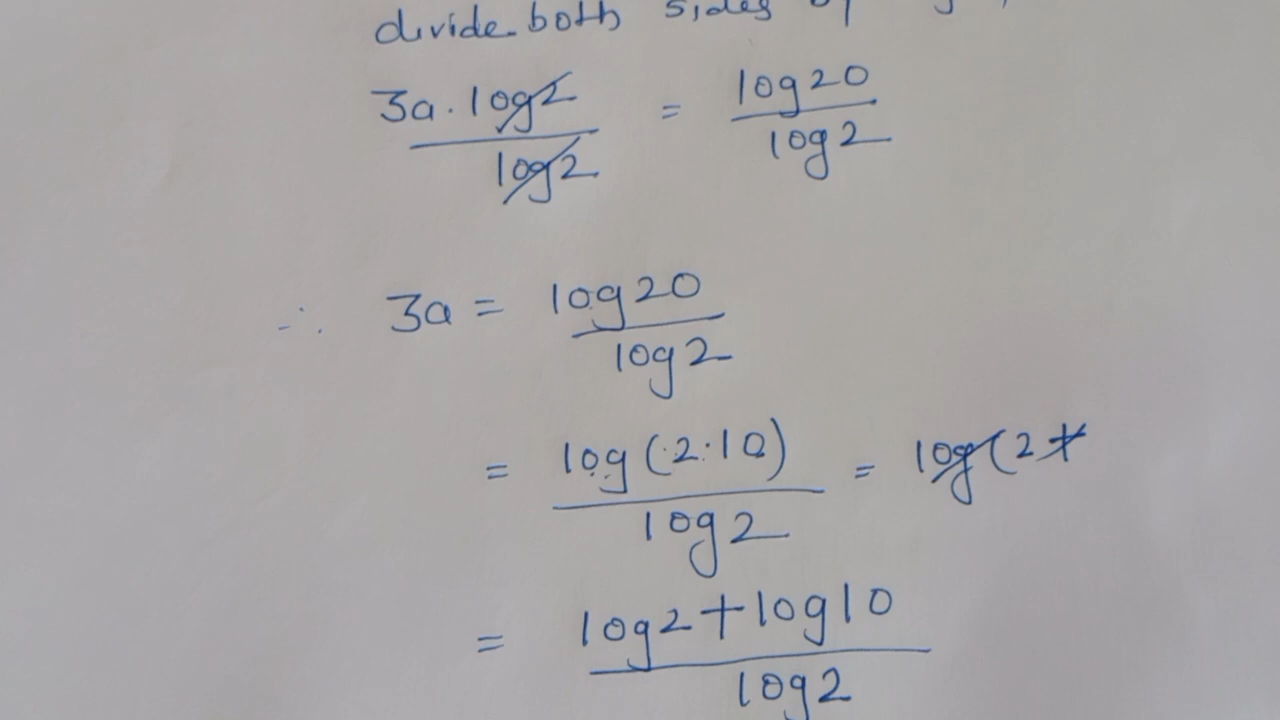 divide both sides by
3a . log2 / log2 = log20 / log2
∴ 3a = log20 / log2
= log(2.10) / log2 = log(2+
= log2 + log10 / log2